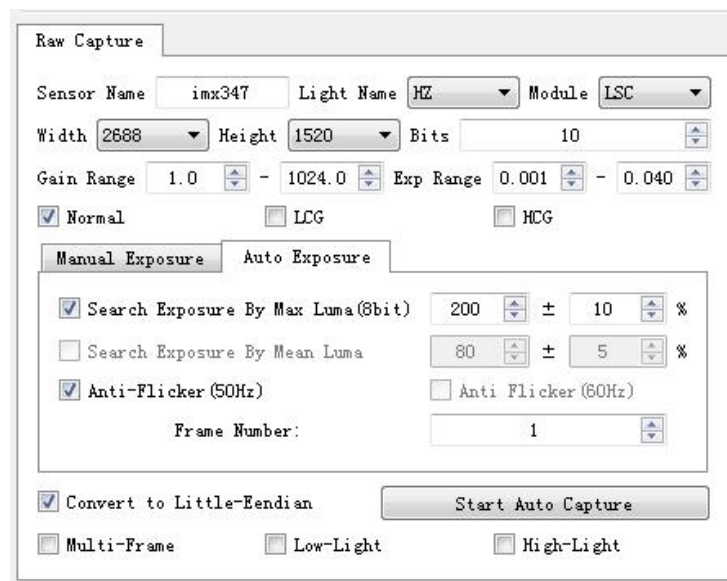 Raw Capture
Sensor Name imx347 Light Name HZ Module LSC
Width 2688 Height 1520 Bits 10
Gain Range 1.0 - 1024.0 Exp Range 0.001 - 0.040
Normal LCG HCG
Manual Exposure Auto Exposure
Search Exposure By Max Luma(8bit) 200 ± 10 %
Search Exposure By Mean Luma 80 ± 5 %
Anti-Flicker(50Hz) Anti Flicker(60Hz)
Frame Number: 1
Convert to Little-Eendian Start Auto Capture
Multi-Frame Low-Light High-Light